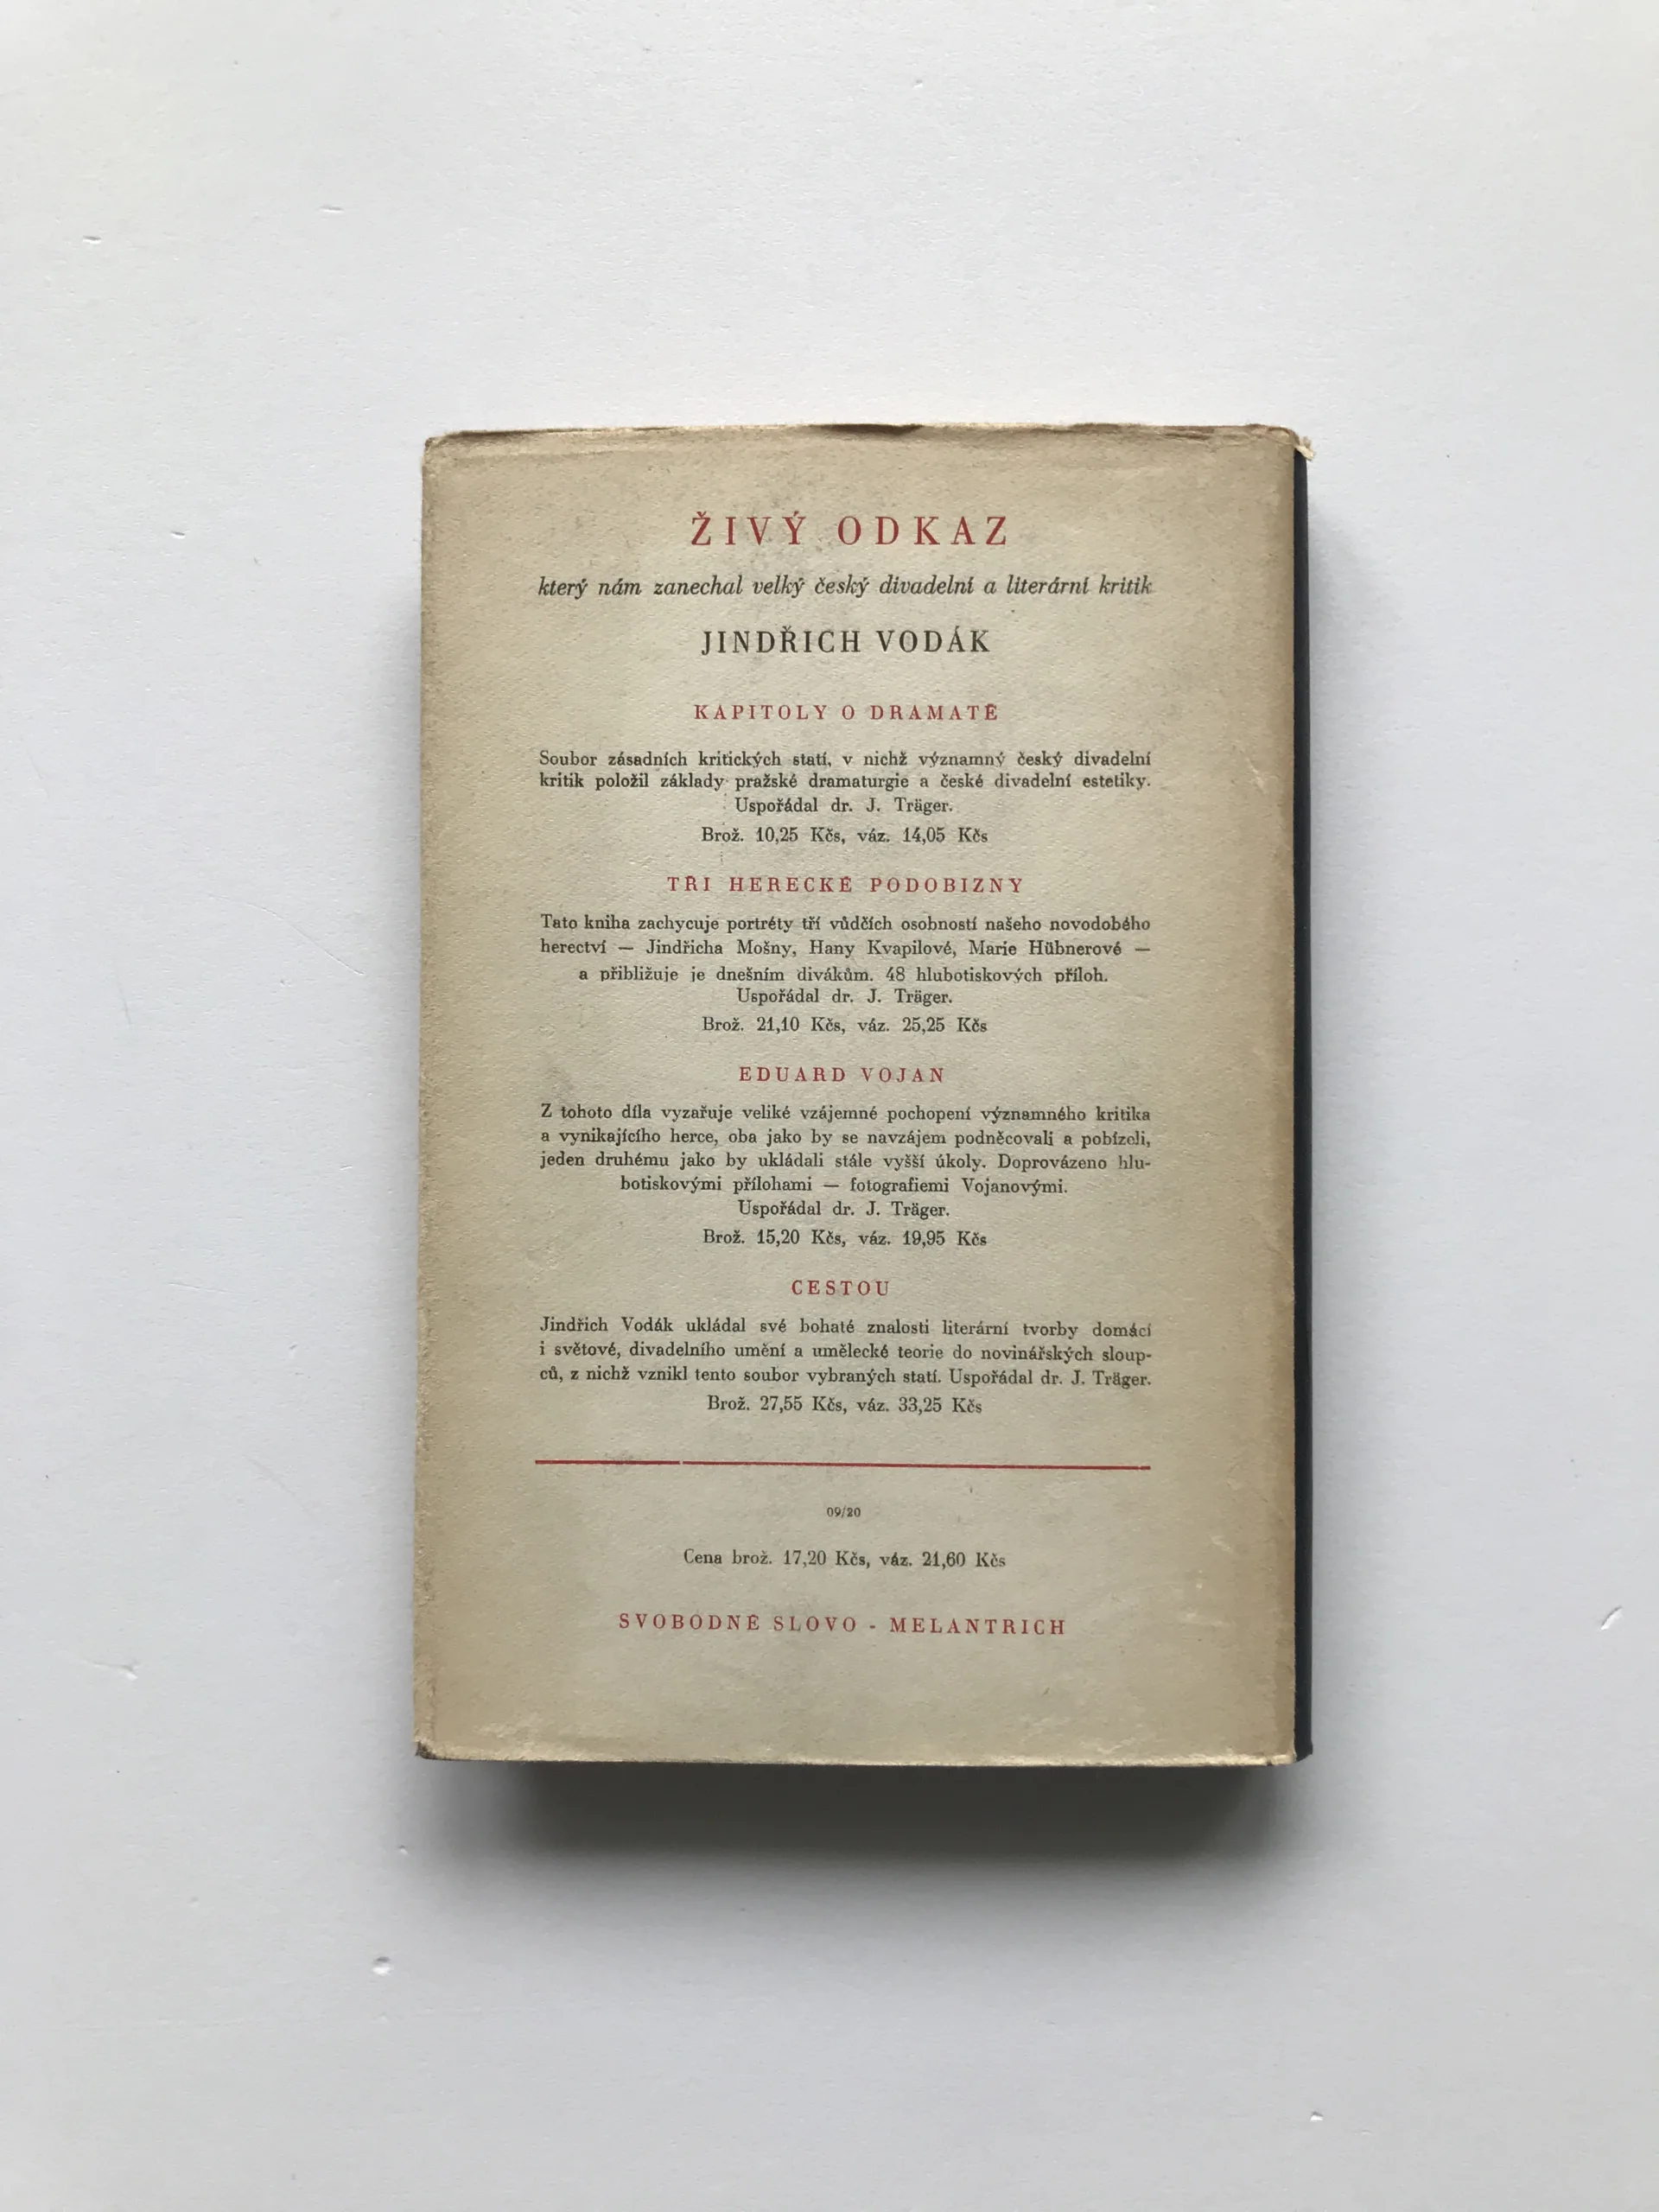 ŽIVÝ ODKAZ
který nám zanechal velký český divadelní a literární kritik
JINDŘICH VODÁK
KAPITOLY O DRAMATĚ
Soubor zásadních kritických statí, v nichž významný český divadelní
kritik položil základy pražské dramaturgie a české divadelní estetiky.
Uspořádal dr. J. Träger.
Brož. 10,25 Kčs, váz. 14,05 Kčs
TŘI HERECKÉ PODOBIZNY
Tato kniha zachycuje portréty tří vůdčích osobností našeho novodobého
herectví — Jindřicha Mošny, Hany Kvapilové, Marie Hübnerové —
a přibližuje je dnešním divákům. 48 hlubotiskových příloh.
Uspořádal dr. J. Träger.
Brož. 21,10 Kčs, váz. 25,25 Kčs
EDUARD VOJAN
Z tohoto díla vyzařuje veliké vzájemné pochopení významného kritika
a vynikajícího herce, oba jako by se navzájem podněcovali a pobízeli,
jeden druhému jako by ukládali stále vyšší úkoly. Doprovázeno hlu-
botiskovými přílohami — fotografiemi Vojanovými.
Uspořádal dr. J. Träger.
Brož. 15,20 Kčs, váz. 19,95 Kčs
CESTOU
Jindřich Vodák ukládal své bohaté znalosti literární tvorby domácí
i světové, divadelního umění a umělecké teorie do novinářských sloup-
ců, z nichž vznikl tento soubor vybraných statí. Uspořádal dr. J. Träger.
Brož. 27,55 Kčs, váz. 33,25 Kčs
09/20
Cena brož. 17,20 Kčs, váz. 21,60 Kčs
SVOBODNÉ SLOVO - MELANTRICH